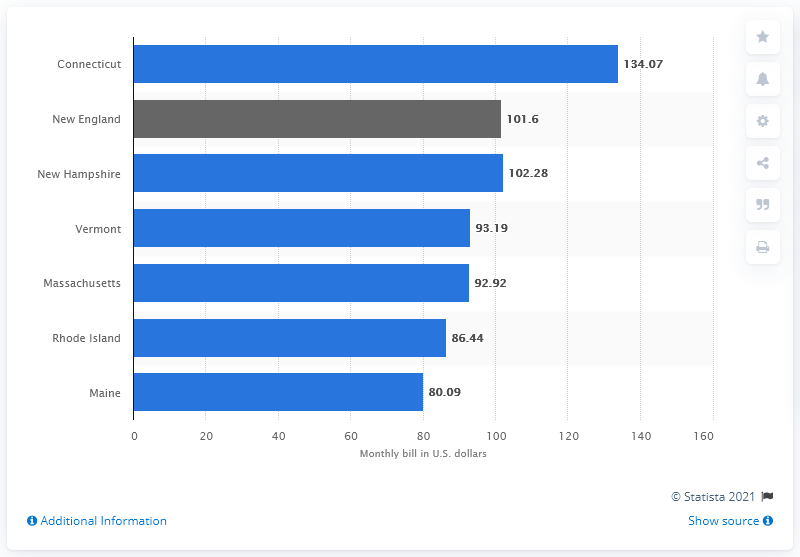 Connecticut 134.07
New England 101.6
New Hampshire 102.28
Vermont 93.19
Massachusetts 92.92
Rhode Island 86.44
Maine 80.09
0 20 40 60 80 100 120 140 160
Monthly bill in U.S. dollars
© Statista 2021
Additional Information Show source